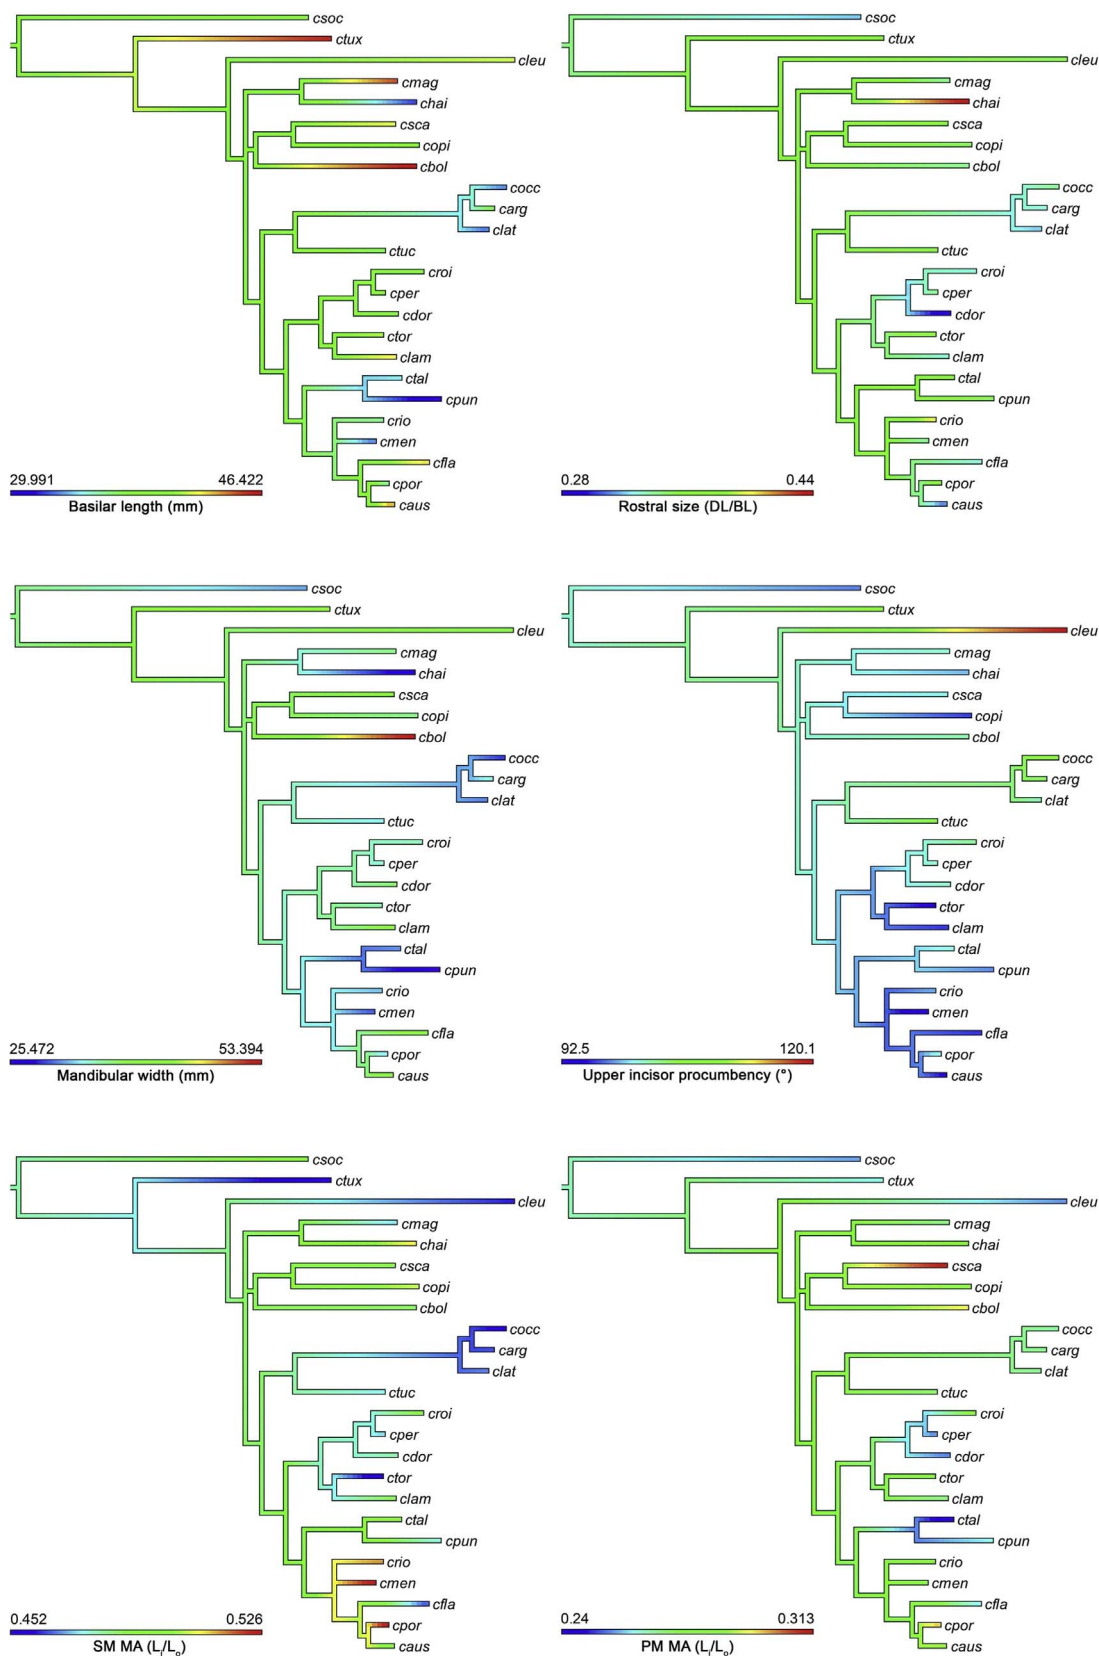 csoc
ctux
cleu
cmag
chai
csca
copi
cbol
cocc
carg
clat
ctuc
croi
cper
cdor
ctor
clam
ctal
cpun
crio
cmen
cfla
cpor
caus
29.991 46.422
Basilar length (mm)
csoc
ctux
cleu
cmag
chai
csca
copi
cbol
cocc
carg
clat
ctuc
croi
cper
cdor
ctor
clam
ctal
cpun
crio
cmen
cfla
cpor
caus
0.28 0.44
Rostral size (DL/BL)
csoc
ctux
cleu
cmag
chai
csca
copi
cbol
cocc
carg
clat
ctuc
croi
cper
cdor
ctor
clam
ctal
cpun
crio
cmen
cfla
cpor
caus
25.472 53.394
Mandibular width (mm)
csoc
ctux
cleu
cmag
chai
csca
copi
cbol
cocc
carg
clat
ctuc
croi
cper
cdor
ctor
clam
ctal
cpun
crio
cmen
cfla
cpor
caus
92.5 120.1
Upper incisor procumbency (°)
csoc
ctux
cleu
cmag
chai
csca
copi
cbol
cocc
carg
clat
ctuc
croi
cper
cdor
ctor
clam
ctal
cpun
crio
cmen
cfla
cpor
caus
0.452 0.526
SM MA (Li/Lo)
csoc
ctux
cleu
cmag
chai
csca
copi
cbol
cocc
carg
clat
ctuc
croi
cper
cdor
ctor
clam
ctal
cpun
crio
cmen
cfla
cpor
caus
0.24 0.313
PM MA (Li/Lo)